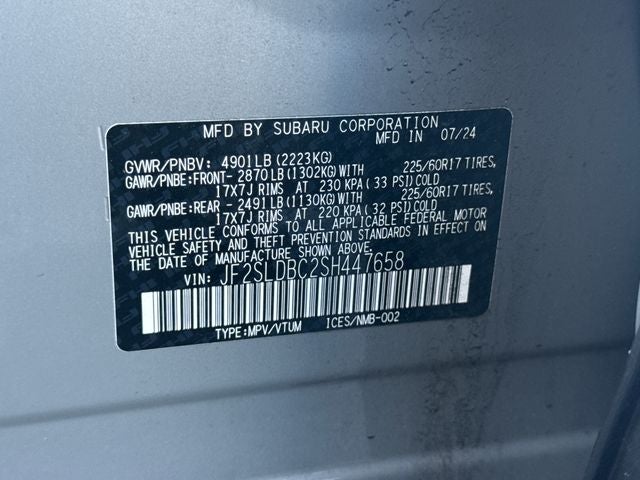 MFD BY SUBARU CORPORATION
MFD IN 07/24
GVWR/PNBV: 4901LB (2223KG)
GAWR/PNBE:FRONT- 2870LB (1302KG)WITH 225/60R17 TIRES,
17X7J RIMS AT 230 KPA ( 33 PSI)COLD
GAWR/PNBE:REAR - 2491LB (1130KG)WITH 225/60R17 TIRES,
17X7J RIMS AT 220 KPA ( 32 PSI)COLD
THIS VEHICLE CONFORMS TO ALL APPLICABLE FEDERAL MOTOR
VEHICLE SAFETY AND THEFT PREVENTION STANDARDS IN EFFECT ON
THE DATE OF MANUFACTURE SHOWN ABOVE.
VIN: JF2SLDBC2SH447658
TYPE:MPV/VTUM ICES/NMB-002